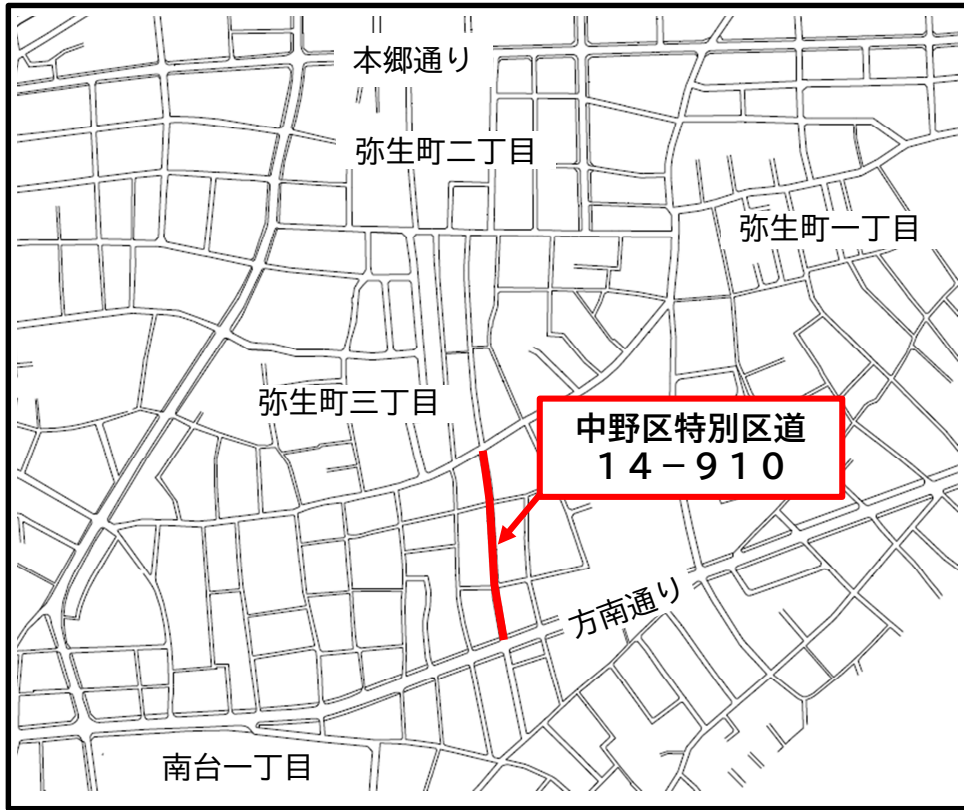 本郷通り
弥生町二丁目
弥生町一丁目
弥生町三丁目
中野区特別区道
１４－９１０
方南通り
南台一丁目